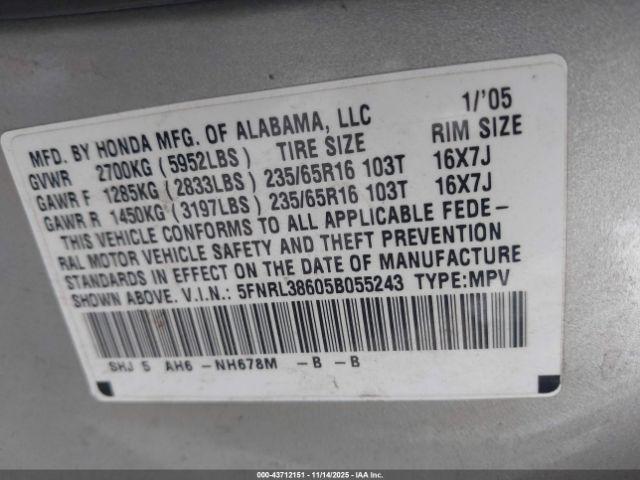 MFD. BY HONDA MFG. OF ALABAMA, LLC 1/'05
GVWR 2700KG (5952LBS) TIRE SIZE RIM SIZE
GAWR F 1285KG (2833LBS) 235/65R16 103T 16X7J
GAWR R 1450KG (3197LBS) 235/65R16 103T 16X7J
THIS VEHICLE CONFORMS TO ALL APPLICABLE FEDE-
RAL MOTOR VEHICLE SAFETY AND THEFT PREVENTION
STANDARDS IN EFFECT ON THE DATE OF MANUFACTURE
SHOWN ABOVE. V.I.N.: 5FNRL38605B055243 TYPE:MPV
SHJ 5 AH6 -NH678M -B -B
000-43712151 - 11/14/2025 - IAAI.COM